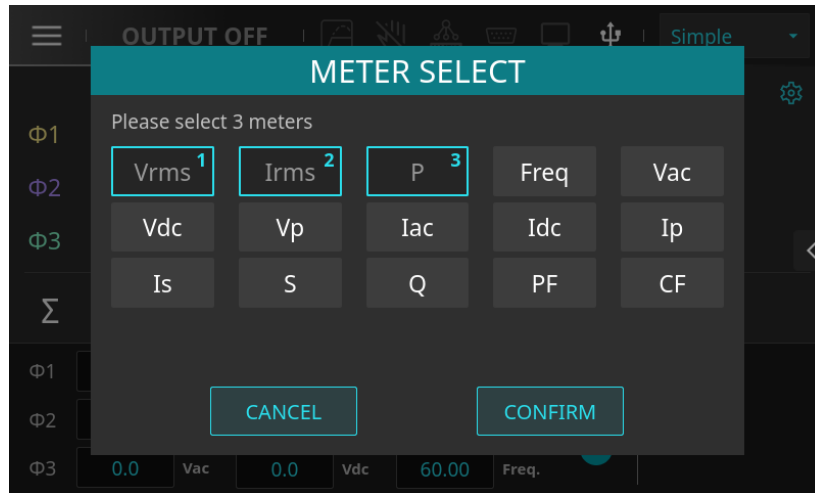 OUTPUT OFF Simple
METER SELECT
Please select 3 meters
Φ1
Vrms 1 Irms 2 P 3 Freq Vac
Φ2
Vdc Vp Iac Idc Ip
Φ3
Is S Q PF CF
Σ
Φ1
CANCEL CONFIRM
Φ2
Φ3 0.0 Vac 0.0 Vdc 60.00 Freq.